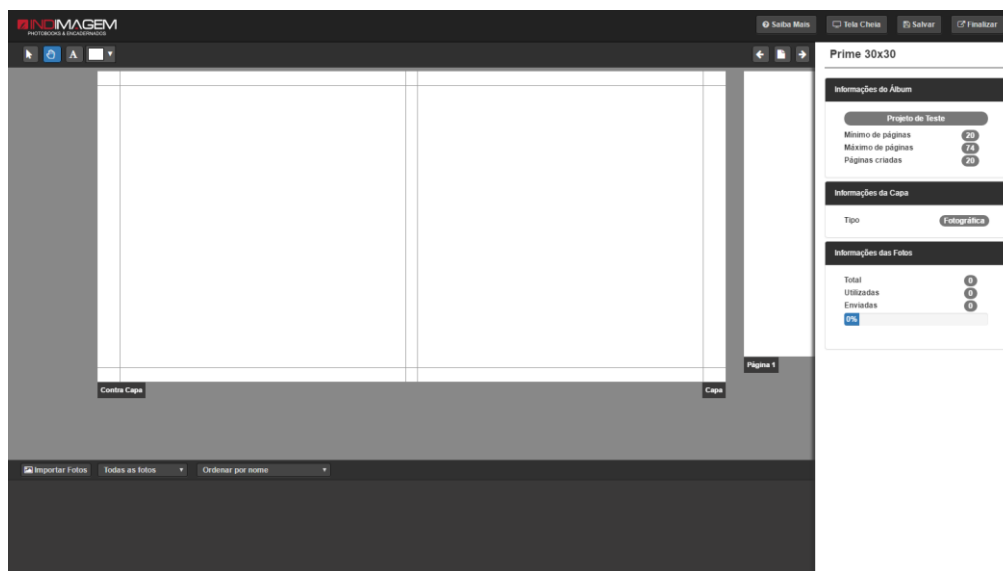 INDIMAGEM
PHOTOBOOKS & ENCADERNADOS
Saiba Mais
Tela Cheia
Salvar
Finalizar
A
Prime 30x30
Informações do Álbum
Projeto de Teste
Mínimo de páginas 20
Máximo de páginas 74
Páginas criadas 20
Informações da Capa
Tipo Fotográfica
Informações das Fotos
Total 0
Utilizadas 0
Enviadas 0
0%
Página 1
Contra Capa
Capa
Importar Fotos
Todas as fotos
Ordenar por nome